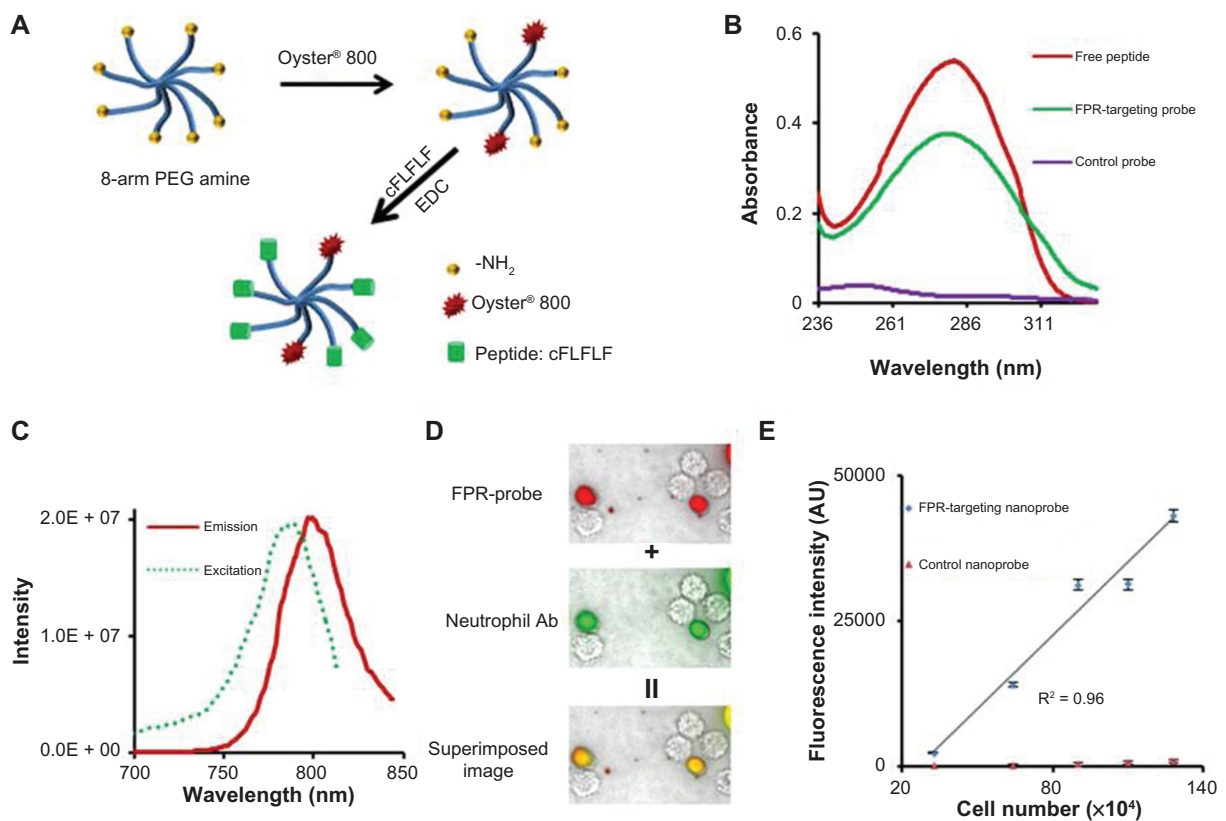 A
Oyster® 800
8-arm PEG amine
cFLFLF
EDC
-NH2
Oyster® 800
Peptide: cFLFLF
B
0.6
0.4
0.2
0
Absorbance
236 261 286 311
Wavelength (nm)
Free peptide
FPR-targeting probe
Control probe
C
2.0E + 07
1.0E + 07
0.0E + 00
Intensity
Emission
Excitation
700 750 800 850
Wavelength (nm)
D
FPR-probe
+
Neutrophil Ab
=
Superimposed
image
E
50000
25000
0
Fluorescence intensity (AU)
FPR-targeting nanoprobe
Control nanoprobe
R² = 0.96
20 80 140
Cell number (×10⁴)